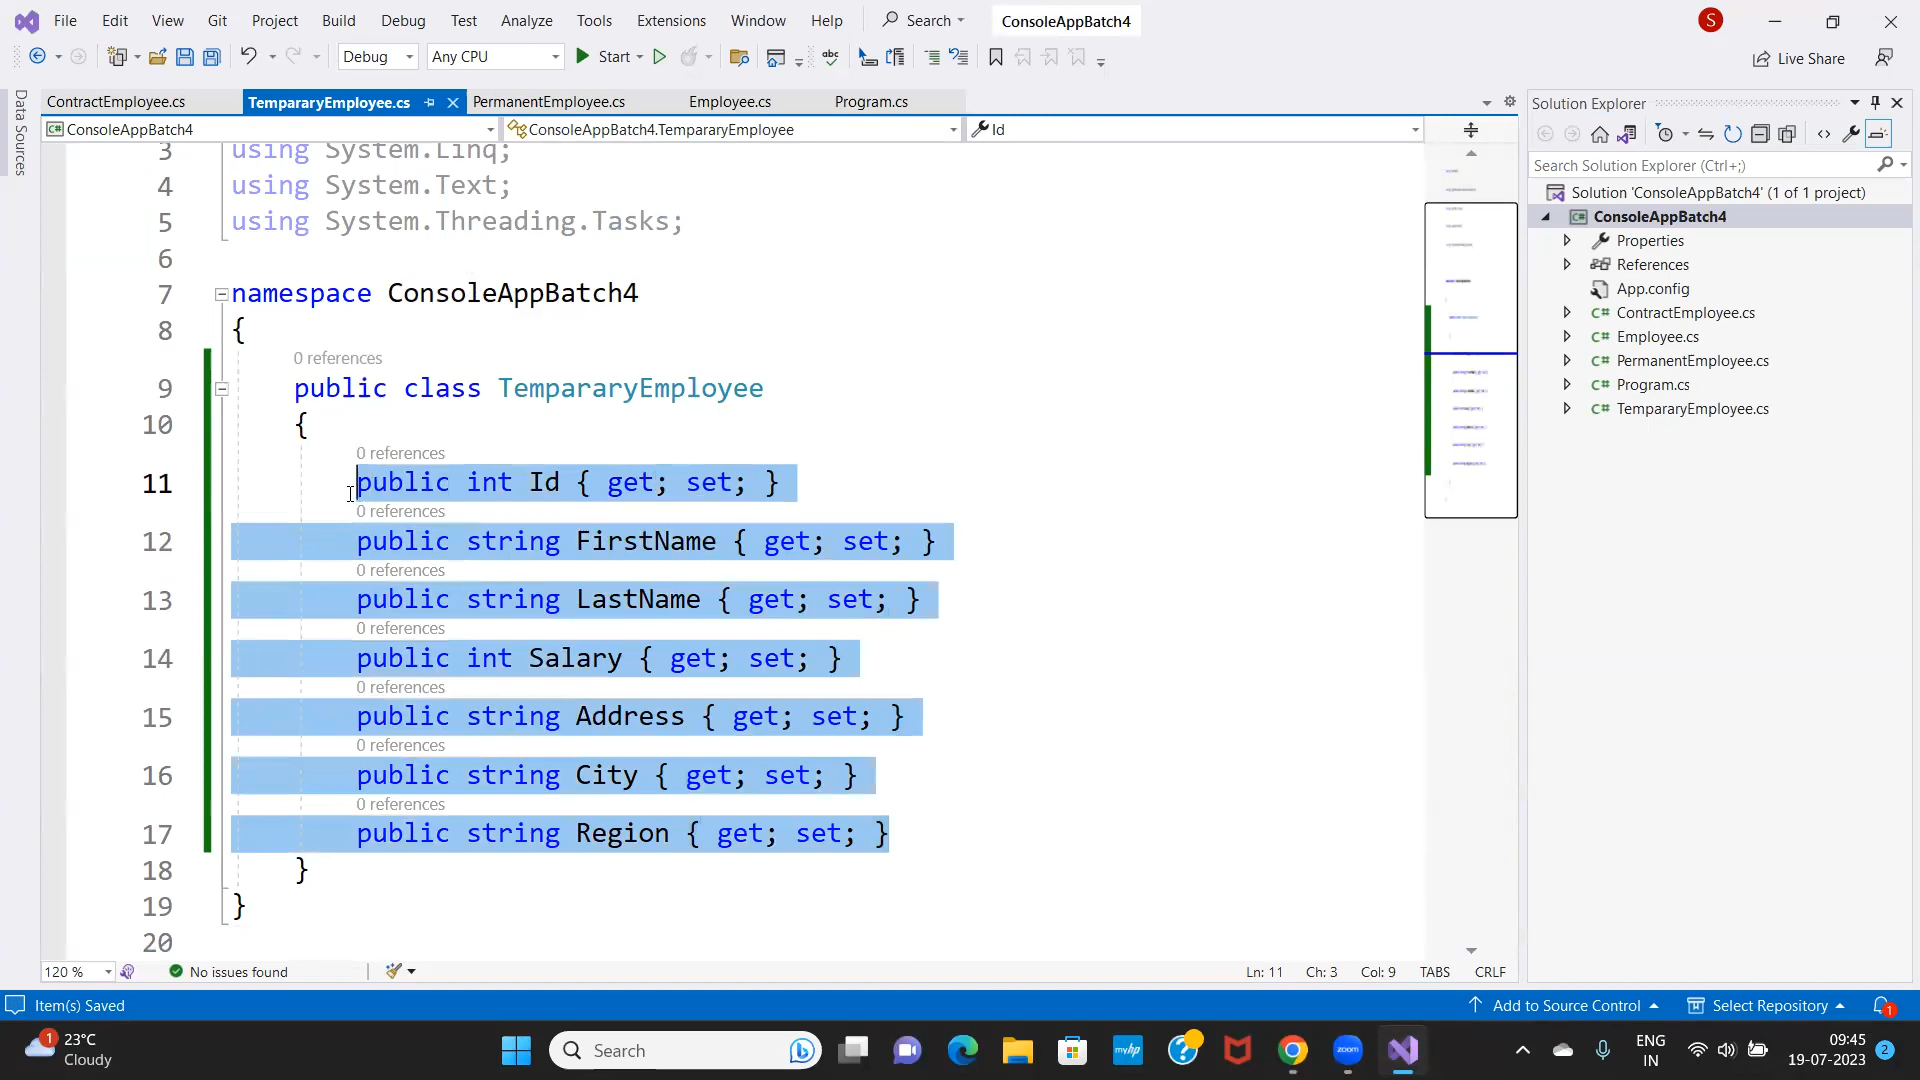 File Edit View Git Project Build Debug Test Analyze Tools Extensions Window Help Search ConsoleAppBatch4 S
Debug Any CPU Start abc Live Share
ContractEmployee.cs TempararyEmployee.cs PermanentEmployee.cs Employee.cs Program.cs
ConsoleAppBatch4 ConsoleAppBatch4.TempararyEmployee Id
Data Sources
3 using System.Linq;
4 using System.Text;
5 using System.Threading.Tasks;
6
7 namespace ConsoleAppBatch4
8 {
0 references
9 public class TempararyEmployee
10 {
0 references
11 public int Id { get; set; }
0 references
12 public string FirstName { get; set; }
0 references
13 public string LastName { get; set; }
0 references
14 public int Salary { get; set; }
0 references
15 public string Address { get; set; }
0 references
16 public string City { get; set; }
0 references
17 public string Region { get; set; }
18 }
19 }
20
120 % No issues found Ln: 11 Ch: 3 Col: 9 TABS CRLF
Solution Explorer
Search Solution Explorer (Ctrl+;)
Solution 'ConsoleAppBatch4' (1 of 1 project)
C# ConsoleAppBatch4
Properties
References
App.config
C# ContractEmployee.cs
C# Employee.cs
C# PermanentEmployee.cs
C# Program.cs
C# TempararyEmployee.cs
Item(s) Saved Add to Source Control Select Repository 1
1 23°C
Cloudy
Search
myhp
zoom
ENG
IN
09:45
19-07-2023
2